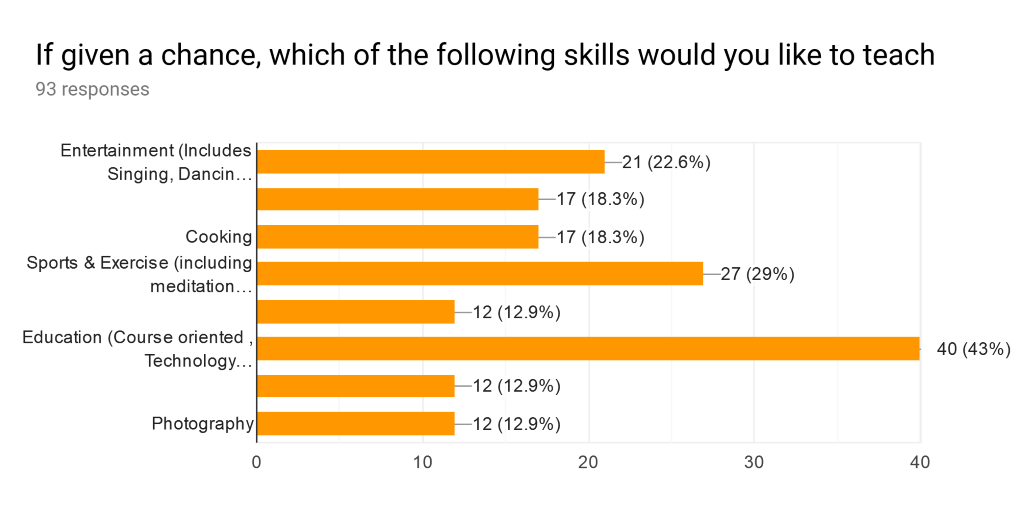 If given a chance, which of the following skills would you like to teach
93 responses
Entertainment (Includes
Singing, Dancin…
21 (22.6%)
17 (18.3%)
Cooking
17 (18.3%)
Sports & Exercise (including
meditation…
27 (29%)
12 (12.9%)
Education (Course oriented ,
Technology…
40 (43%)
12 (12.9%)
Photography
12 (12.9%)
0 10 20 30 40